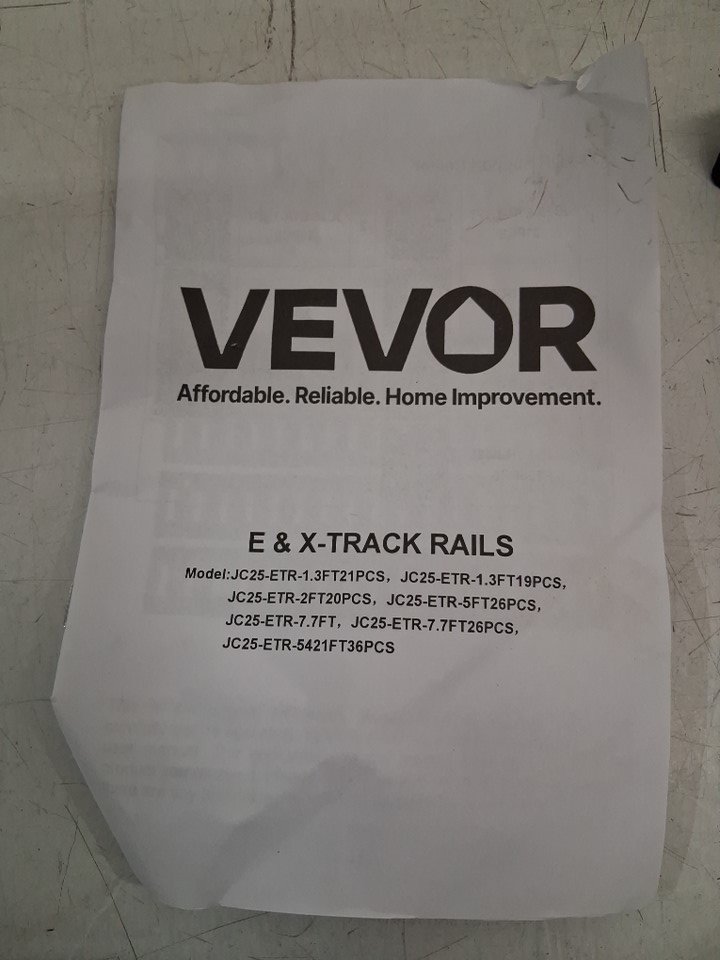 VEVOR
Affordable. Reliable. Home Improvement.
E & X-TRACK RAILS
Model:JC25-ETR-1.3FT21PCS, JC25-ETR-1.3FT19PCS,
JC25-ETR-2FT20PCS, JC25-ETR-5FT26PCS,
JC25-ETR-7.7FT, JC25-ETR-7.7FT26PCS,
JC25-ETR-5421FT36PCS